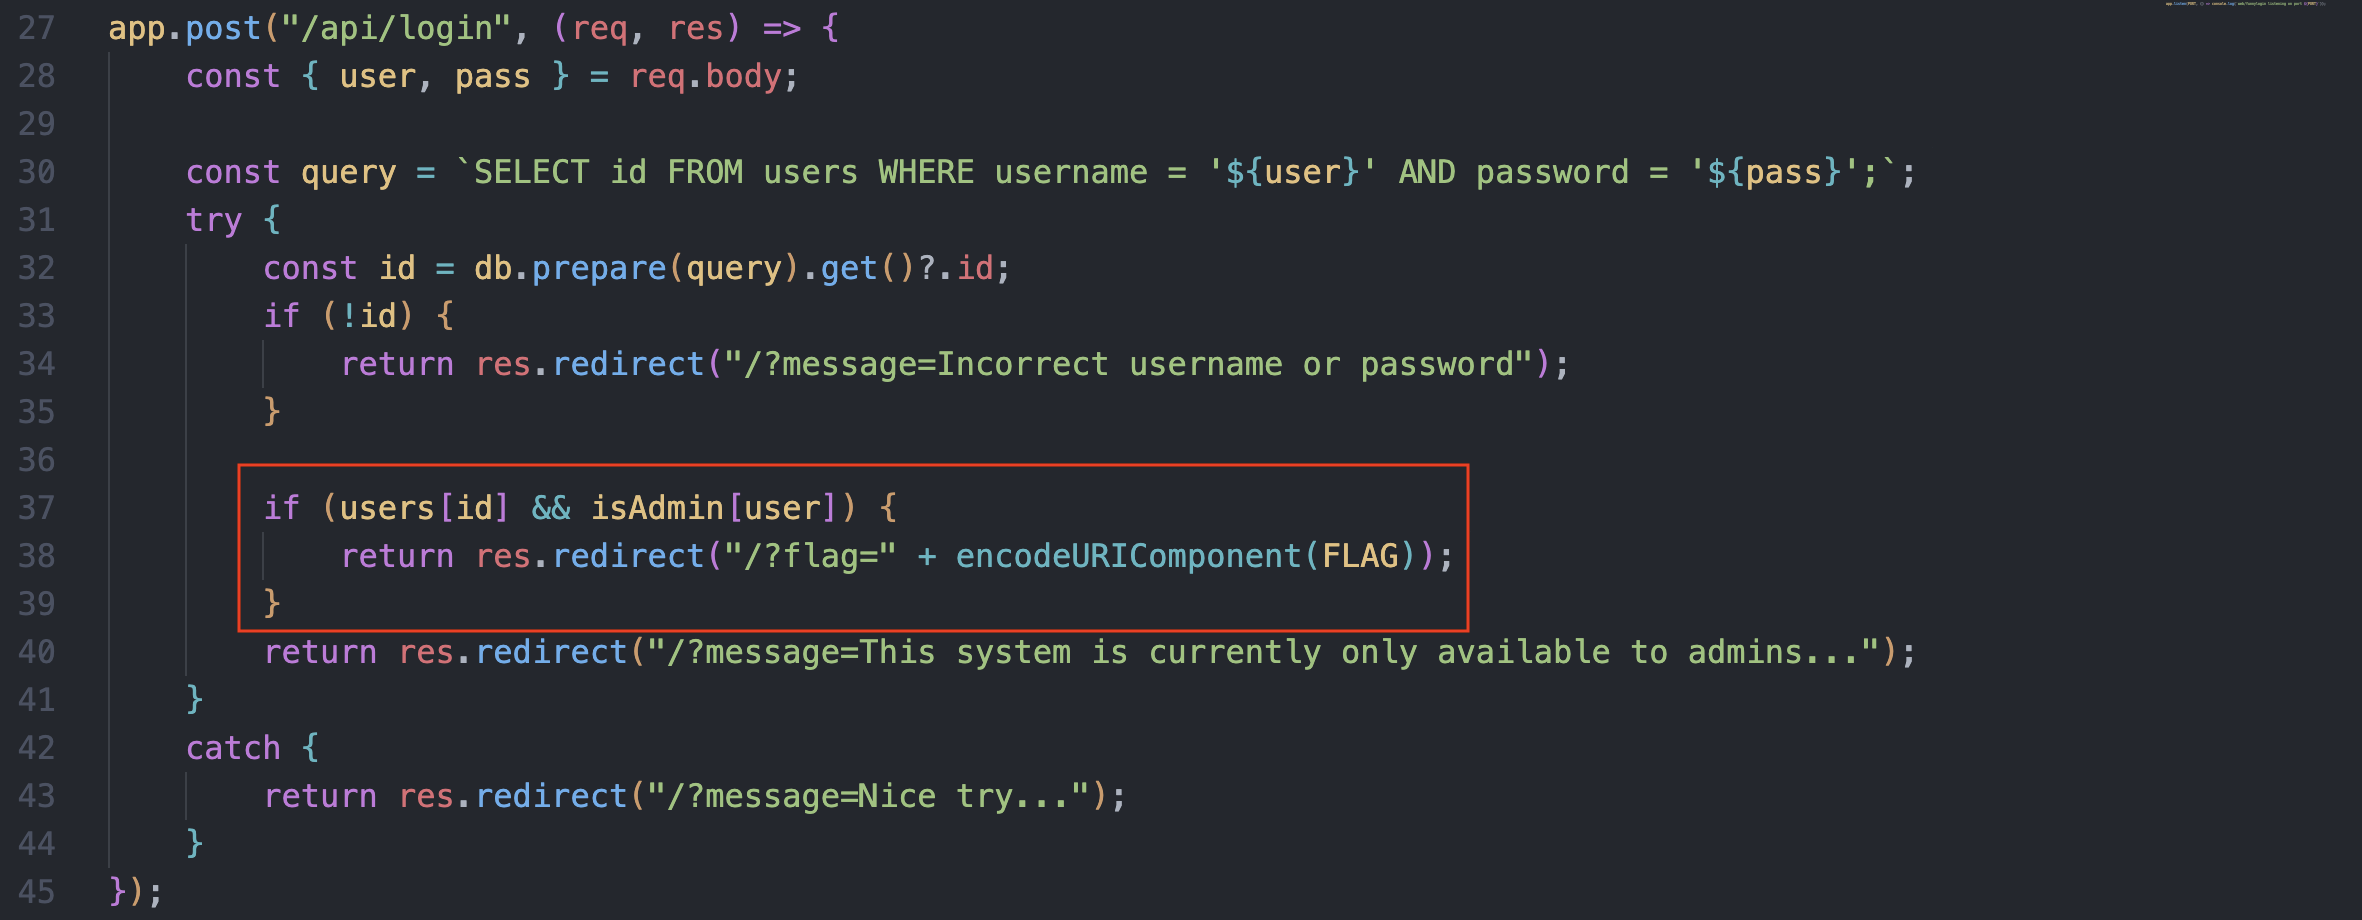 27 app.post("/api/login", (req, res) => {
28     const { user, pass } = req.body;
29
30     const query = `SELECT id FROM users WHERE username = '${user}' AND password = '${pass}';`;
31     try {
32         const id = db.prepare(query).get()?.id;
33         if (!id) {
34             return res.redirect("/?message=Incorrect username or password");
35         }
36
37         if (users[id] && isAdmin[user]) {
38             return res.redirect("/?flag=" + encodeURIComponent(FLAG));
39         }
40         return res.redirect("/?message=This system is currently only available to admins...");
41     }
42     catch {
43         return res.redirect("/?message=Nice try...");
44     }
45 });